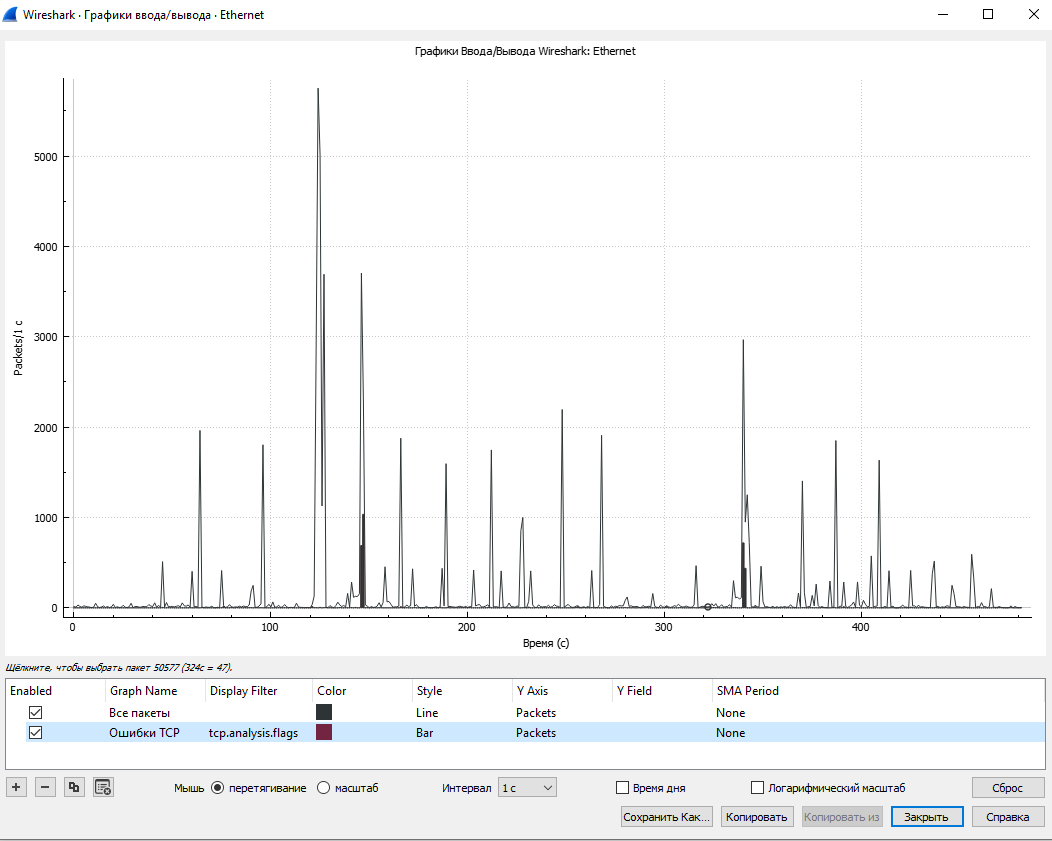 Wireshark · Графики ввода/вывода · Ethernet
Графики Ввода/Вывода Wireshark: Ethernet
5000
4000
3000
2000
1000
0
Packets/1 с
0 100 200 300 400
Время (с)
Щёлкните, чтобы выбрать пакет 50577 (324с = 47).
Enabled Graph Name Display Filter Color Style Y Axis Y Field SMA Period
Все пакеты Line Packets None
Ошибки TCP tcp.analysis.flags Bar Packets None
Мышь перетягивание масштаб Интервал 1 с Время дня Логарифмический масштаб Сброс
Сохранить Как... Копировать Копировать из Закрыть Справка